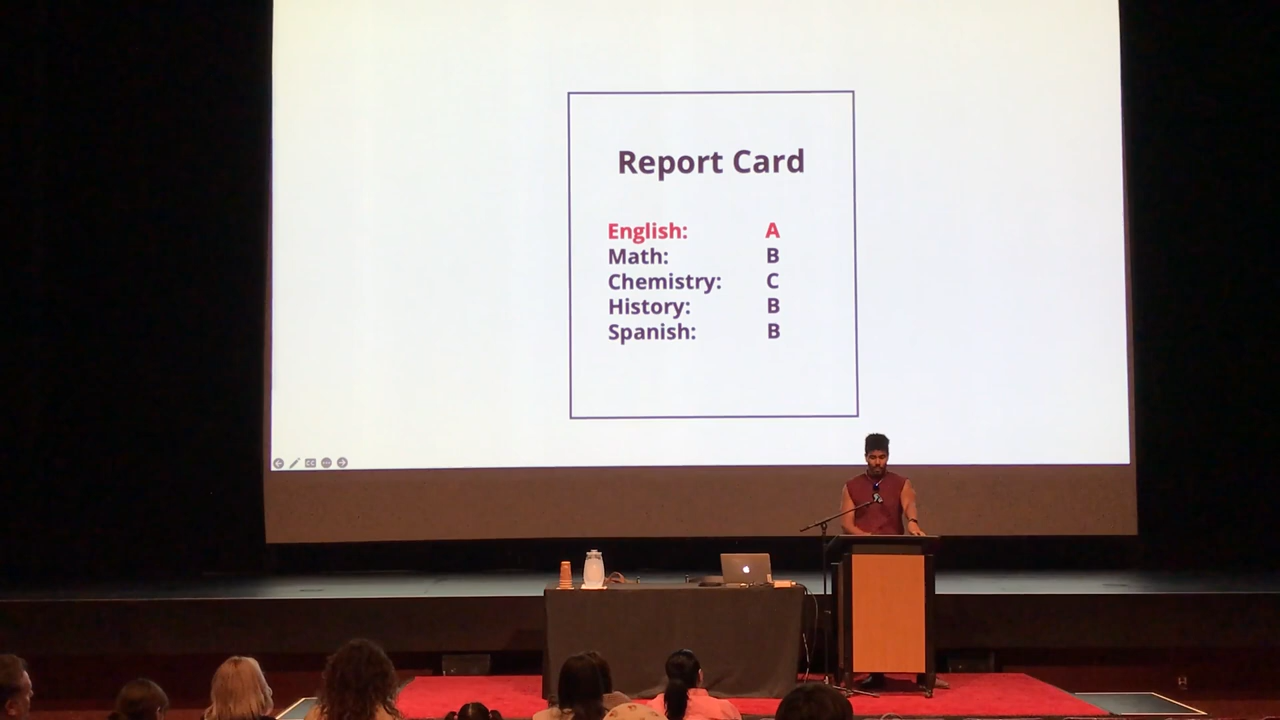 Report Card
English: A
Math: B
Chemistry: C
History: B
Spanish: B